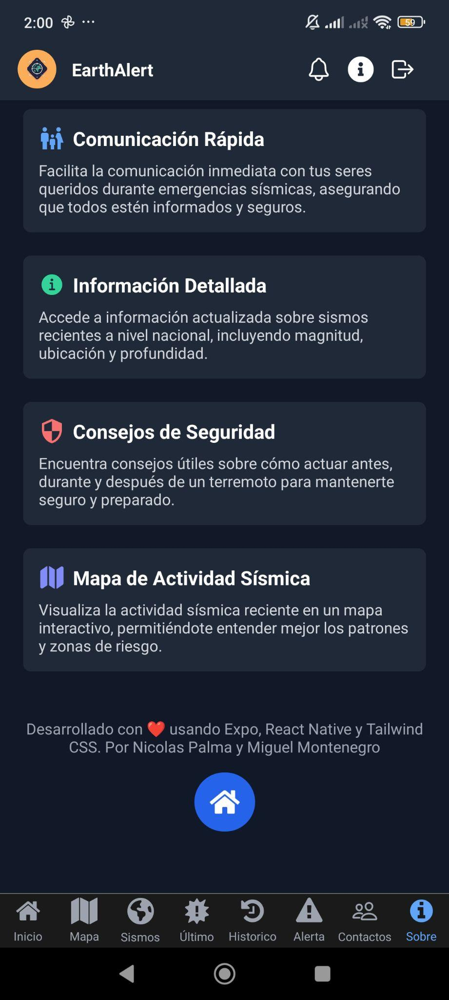 2:00
59
EarthAlert
Comunicación Rápida
Facilita la comunicación inmediata con tus seres
queridos durante emergencias sísmicas, asegurando
que todos estén informados y seguros.
Información Detallada
Accede a información actualizada sobre sismos
recientes a nivel nacional, incluyendo magnitud,
ubicación y profundidad.
Consejos de Seguridad
Encuentra consejos útiles sobre cómo actuar antes,
durante y después de un terremoto para mantenerte
seguro y preparado.
Mapa de Actividad Sísmica
Visualiza la actividad sísmica reciente en un mapa
interactivo, permitiéndote entender mejor los patrones
y zonas de riesgo.
Desarrollado con ❤️ usando Expo, React Native y Tailwind
CSS. Por Nicolas Palma y Miguel Montenegro
Inicio Mapa Sismos Último Historico Alerta Contactos Sobre